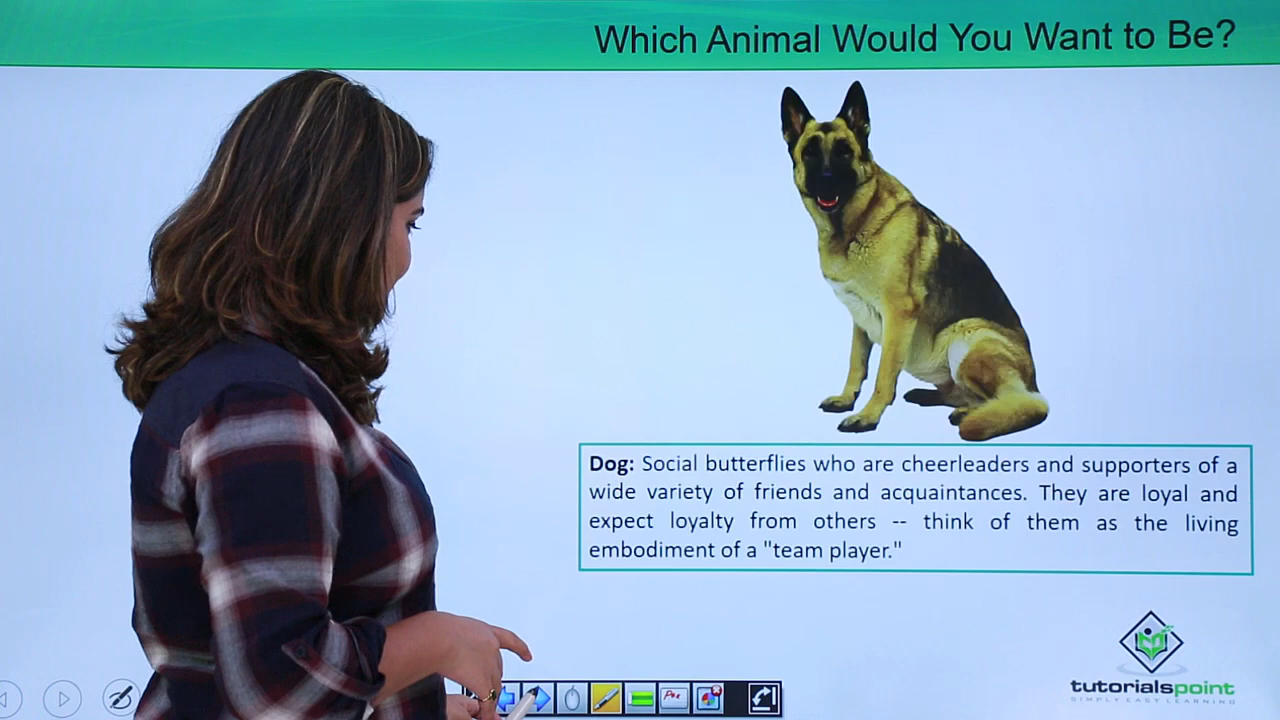 Which Animal Would You Want to Be?
Dog: Social butterflies who are cheerleaders and supporters of a
wide variety of friends and acquaintances. They are loyal and
expect loyalty from others -- think of them as the living
embodiment of a "team player."
tutorialspoint
SIMPLY EASY LEARNING